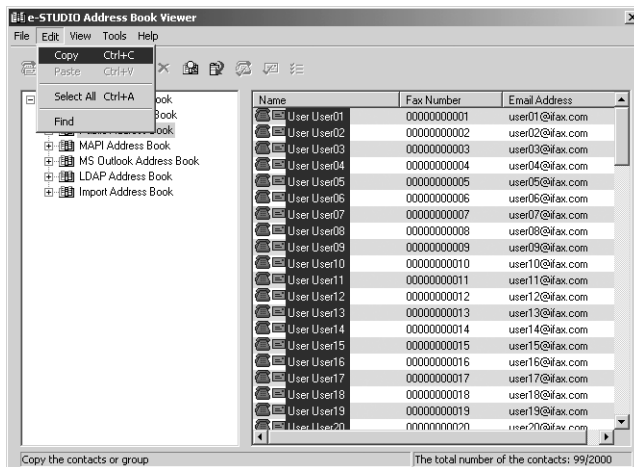 e-STUDIO Address Book Viewer
File Edit View Tools Help
Copy Ctrl+C
Paste Ctrl+V
Select All Ctrl+A
Find
ook
Book
Public Address Book
MAPI Address Book
MS Outlook Address Book
LDAP Address Book
Import Address Book
Name Fax Number Email Address
User User01 00000000001 user01@ifax.com
User User02 00000000002 user02@ifax.com
User User03 00000000003 user03@ifax.com
User User04 00000000004 user04@ifax.com
User User05 00000000005 user05@ifax.com
User User06 00000000006 user06@ifax.com
User User07 00000000007 user07@ifax.com
User User08 00000000008 user08@ifax.com
User User09 00000000009 user09@ifax.com
User User10 00000000010 user10@ifax.com
User User11 00000000011 user11@ifax.com
User User12 00000000012 user12@ifax.com
User User13 00000000013 user13@ifax.com
User User14 00000000014 user14@ifax.com
User User15 00000000015 user15@ifax.com
User User16 00000000016 user16@ifax.com
User User17 00000000017 user17@ifax.com
User User18 00000000018 user18@ifax.com
User User19 00000000019 user19@ifax.com
User User20 00000000020 user20@ifax.com
Copy the contacts or group
The total number of the contacts: 99/2000